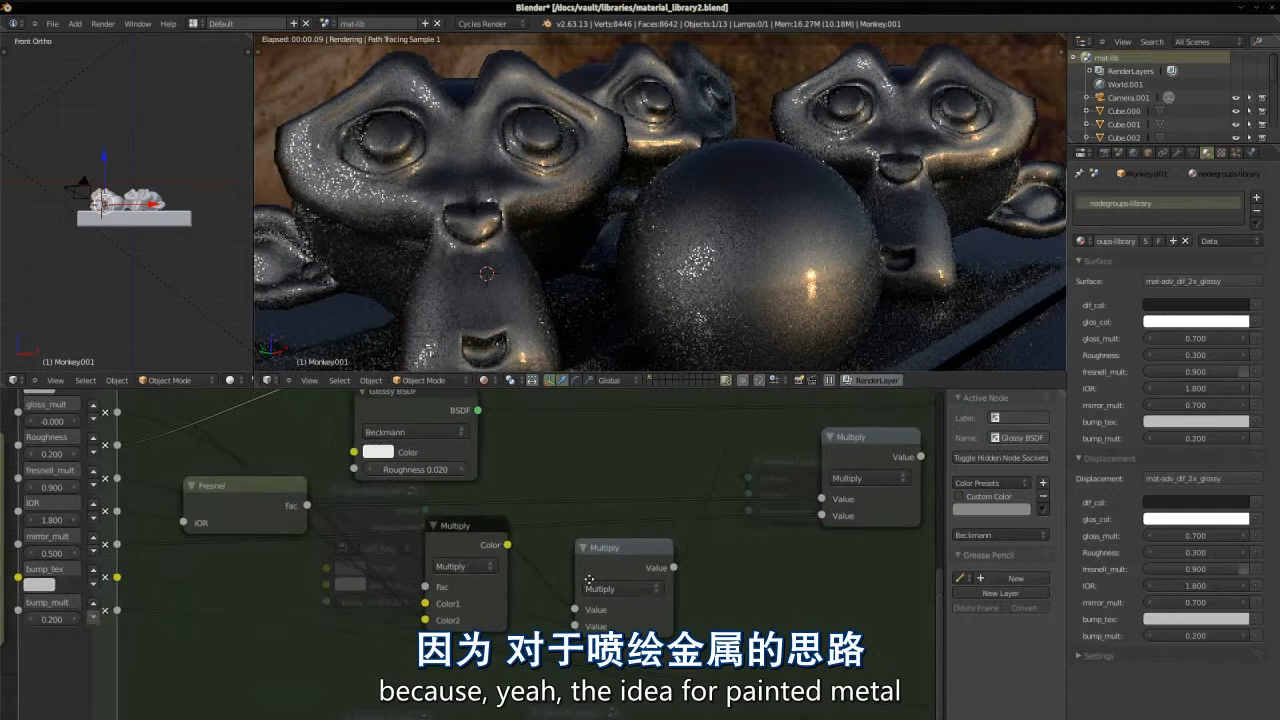 Blender* [/docs/vault/libraries/material_library2.blend]
File Add Render Window Help Default mat-lib Cycles Render v2.63.13 | Verts:8446 | Faces:8642 | Objects:1/13 | Lamps:0/1 | Mem:16.27M (10.18M) | Monkey.001
Front Ortho
Elapsed: 00:00.09 | Rendering | Path Tracing Sample 1
View Search All Scenes
mat-lib
RenderLayers
World.001
Camera.001
Cube.000
Cube.001
Cube.002
Monkey.001 nodegroups-library
nodegroups-library
oups-library 5 F Data
Surface
Surface: mat-adv_dif_2x_glossy
dif_col:
glos_col:
gloss_mult: 0.700
Roughness: 0.300
fresnell_mult: 0.900
IOR: 1.800
mirror_mult: 0.700
bump_tex:
bump_mult: 0.200
Displacement
Displacement: mat-adv_dif_2x_glossy
dif_col:
glos_col:
gloss_mult: 0.700
Roughness: 0.300
fresnell_mult: 0.900
IOR: 1.800
mirror_mult: 0.700
bump_tex:
bump_mult: 0.200
Settings
(1) Monkey.001
(1) Monkey.001
View Select Object Object Mode
View Select Object Object Mode Global RenderLayer
gloss_mult
-0.000
Roughness
0.200
fresnell_mult
0.900
IOR
1.800
mirror_mult
0.500
bump_tex
bump_mult
0.200
Glossy BSDF
BSDF
Beckmann
Color
Roughness 0.020
Fresnel
Fac
IOR
Multiply
Color
Multiply
Fac
Color1
Color2
Multiply
Value
Multiply
Value
Value
Multiply
Value
Multiply
Value
Value
Active Node
Label:
Name: Glossy BSDF
Toggle Hidden Node Sockets
Color Presets
Custom Color
Beckmann
Grease Pencil
New
New Layer
Delete Frame Convert
因为 对于喷绘金属的思路
because, yeah, the idea for painted metal